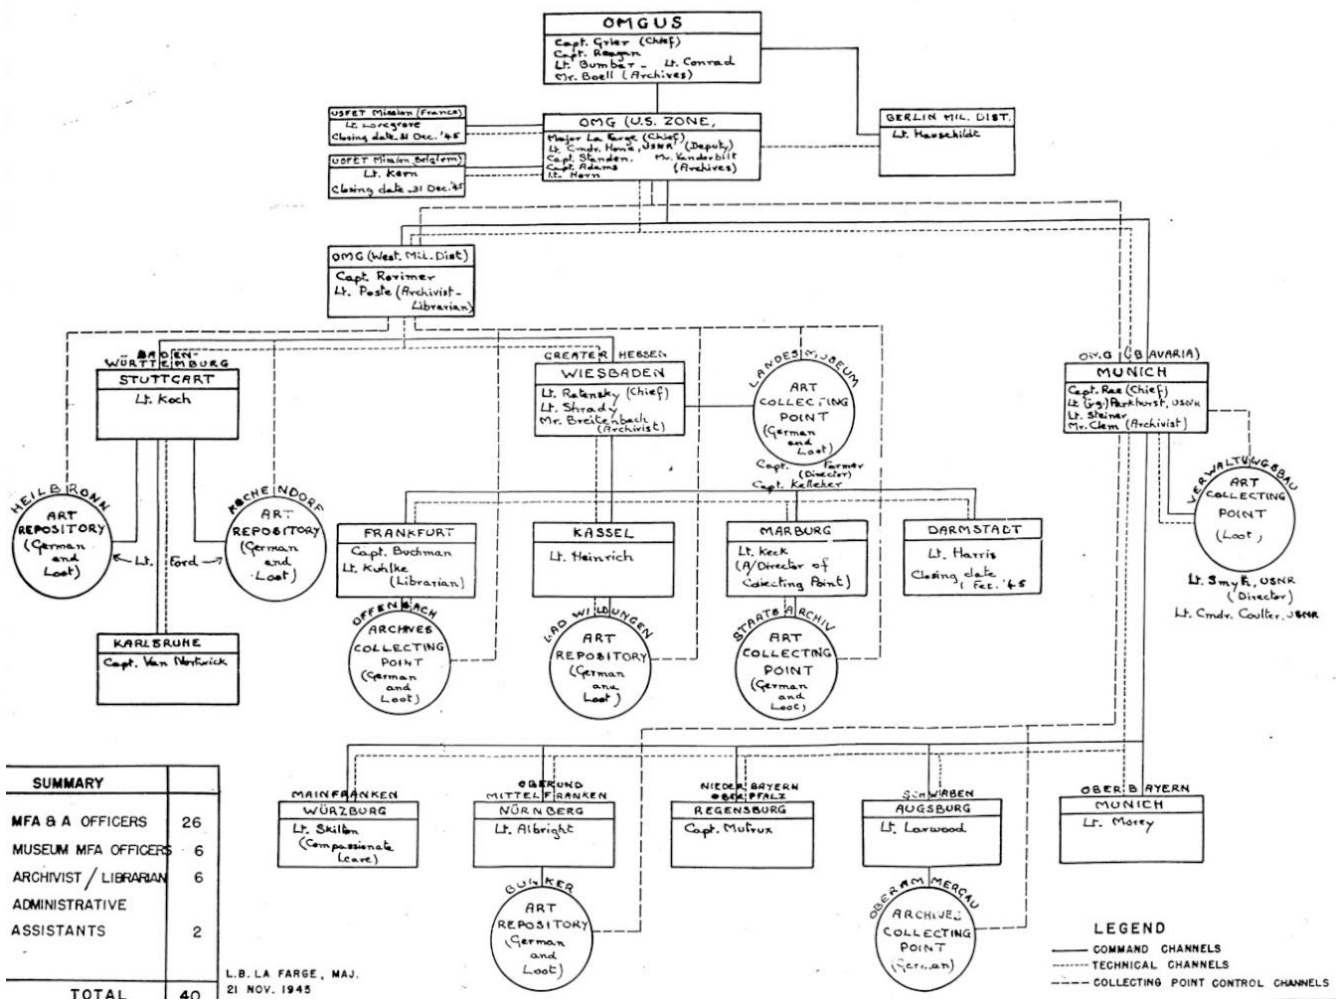 OMGUS
Capt. Grier (Chief)
Capt. Reagan
Lt. Bumbar - Lt. Conrad
Mr. Boell (Archives)
USFET Mission (France)
Lt. Lovegrove
Closing date 31 Dec. '45
OMG (U.S. ZONE,
Major La Farge (Chief)
Lt. Cmdr. Howe, USNR (Deputy)
Capt. Standen. Mr. Vanderbilt
Capt. Adams (Archives)
Lt. Horn
BERLIN MIL. DIST.
Lt. Hauschildt
USFET Mission (Belgium)
Lt. Kern
Closing date 31 Dec. '45
OMG (West. Mil. Dist)
Capt. Rorimer
Lt. Poste (Archivist-
Librarian)
BADEN-
WÜRTTEMBURG
STUTTGART
Lt. Koch
GREATER HESSEN
WIESBADEN
Lt. Ratensky (Chief)
Lt. Shrady
Mr. Breitenbach
(Archivist)
LANDES MUSEUM
ART
COLLECTING
POINT
(German
and
Loot)
Capt. Farmer
(Director)
Capt. Kelleher
OMG (BAVARIA)
MUNICH
Capt. Rae (Chief)
Lt (jg) Parkhurst, USNR
Lt. Steiner
Mr. Clem (Archivist)
VERWALTUNGSBAU
ART
COLLECTING
POINT
(Loot)
Lt. Smyth, USNR
(Director)
Lt. Cmdr. Coulter, USNR
HEILBRONN
ART
REPOSITORY
(German
and
Loot)
Lt. Ford
KOCHENDORF
ART
REPOSITORY
(German
and
Loot)
KARLSRUHE
Capt. Van Nortwick
FRANKFURT
Capt. Buchman
Lt. Kuhlke
(Librarian)
KASSEL
Lt. Heinrich
MARBURG
Lt. Keck
(A/Director of
Collecting Point)
DARMSTADT
Lt. Harris
Closing date
1 Feb. '45
OFFENBACH
ARCHIVES
COLLECTING
POINT
(German
and
Loot)
BAD WILDUNGEN
ART
REPOSITORY
(German
and
Loot)
STAATSARCHIV
ART
COLLECTING
POINT
(German
and
Loot)
MAINFRANKEN
WÜRZBURG
Lt. Skilton
(Compassionate
Leave)
OBERUND
MITTELFRANKEN
NÜRNBERG
Lt. Albright
NIEDER BAYERN
OBERPFALZ
REGENSBURG
Capt. Mutrux
SCHWABEN
AUGSBURG
Lt. Larwood
OBERBAYERN
MUNICH
Lt. Morey
BUNKER
ART
REPOSITORY
(German
and
Loot)
OBERAMMERGAU
ARCHIVES
COLLECTING
POINT
(German)
SUMMARY
MFA & A OFFICERS 26
MUSEUM MFA OFFICERS 6
ARCHIVIST / LIBRARIAN 6
ADMINISTRATIVE
ASSISTANTS 2
TOTAL 40
L.B. LA FARGE, MAJ.
21 NOV. 1945
LEGEND
COMMAND CHANNELS
TECHNICAL CHANNELS
COLLECTING POINT CONTROL CHANNELS